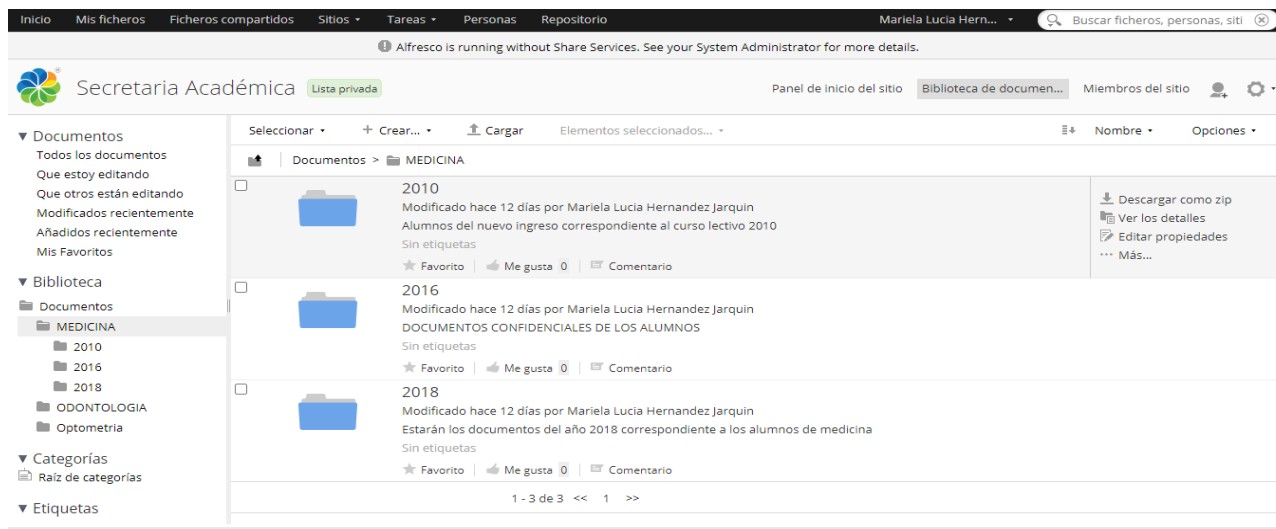 Inicio Mis ficheros Ficheros compartidos Sitios Tareas Personas Repositorio Mariela Lucia Hern... Buscar ficheros, personas, siti
Alfresco is running without Share Services. See your System Administrator for more details.
Secretaria Académica Lista privada Panel de inicio del sitio Biblioteca de documen... Miembros del sitio
Documentos
Todos los documentos
Que estoy editando
Que otros están editando
Modificados recientemente
Añadidos recientemente
Mis Favoritos
Biblioteca
Documentos
MEDICINA
2010
2016
2018
ODONTOLOGIA
Optometria
Categorías
Raíz de categorías
Etiquetas
Seleccionar + Crear... Cargar Elementos seleccionados... Nombre Opciones
Documentos > MEDICINA
2010
Modificado hace 12 días por Mariela Lucia Hernandez Jarquin
Alumnos del nuevo ingreso correspondiente al curso lectivo 2010
Sin etiquetas
Favorito Me gusta 0 Comentario
Descargar como zip
Ver los detalles
Editar propiedades
Más...
2016
Modificado hace 12 días por Mariela Lucia Hernandez Jarquin
DOCUMENTOS CONFIDENCIALES DE LOS ALUMNOS
Sin etiquetas
Favorito Me gusta 0 Comentario
2018
Modificado hace 12 días por Mariela Lucia Hernandez Jarquin
Estarán los documentos del año 2018 correspondiente a los alumnos de medicina
Sin etiquetas
Favorito Me gusta 0 Comentario
1 - 3 de 3 << 1 >>